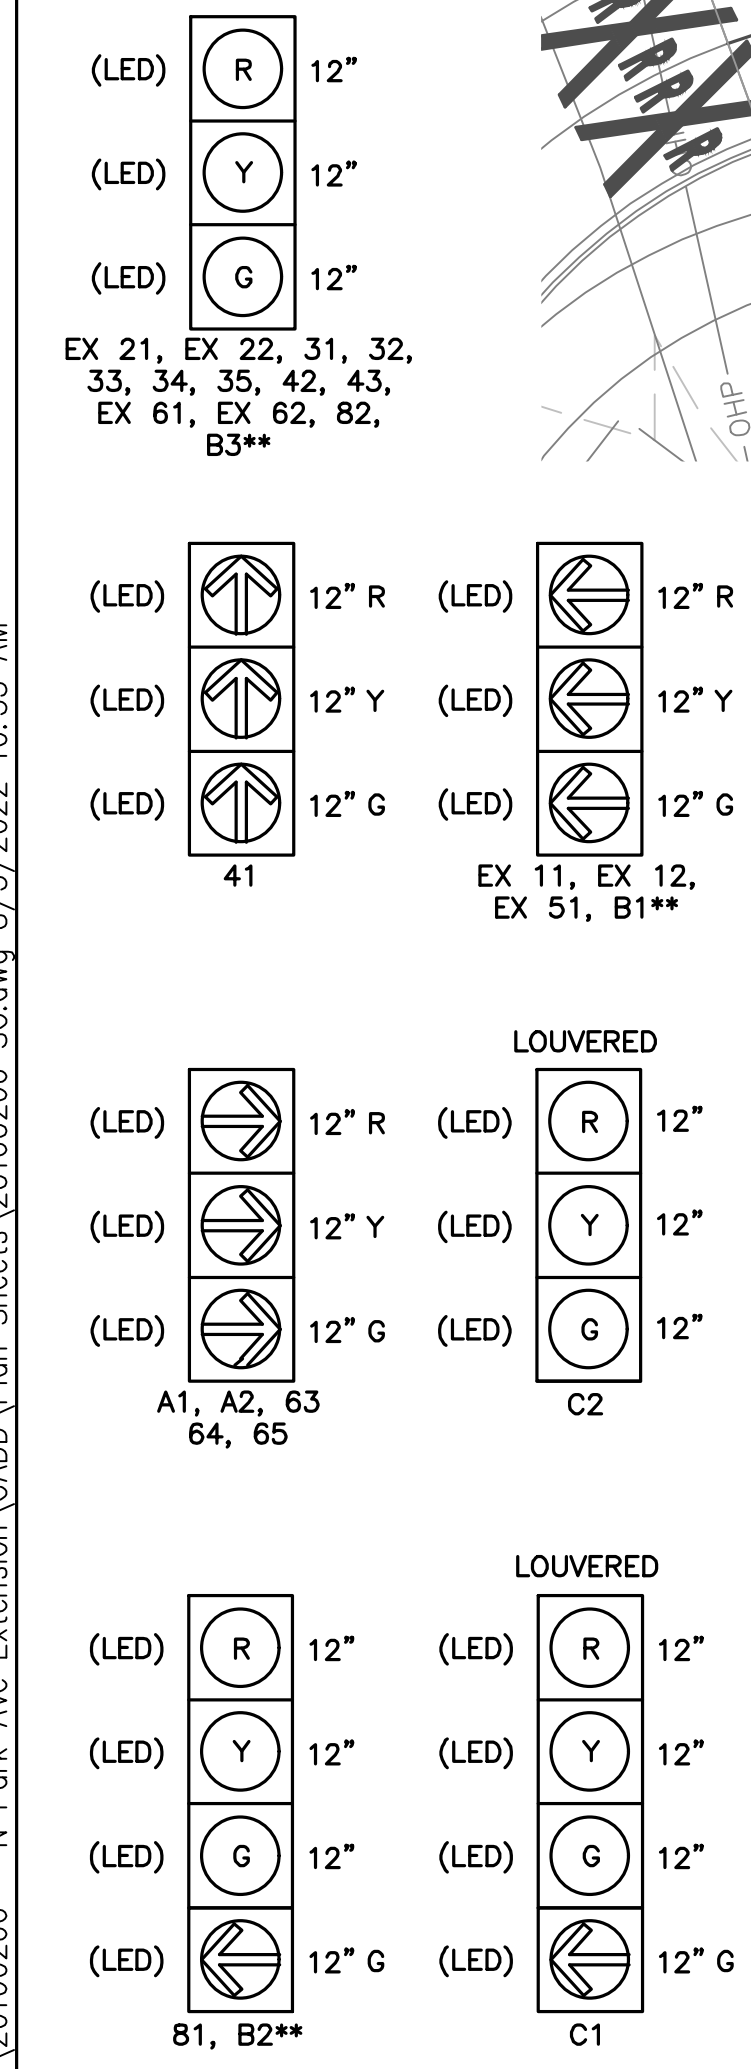 (LED) R 12"
(LED) Y 12"
(LED) G 12"
EX 21, EX 22, 31, 32,
33, 34, 35, 42, 43,
EX 61, EX 62, 82,
B3**
OHP
(LED) 12" R
(LED) 12" Y
(LED) 12" G
41
(LED) 12" R
(LED) 12" Y
(LED) 12" G
EX 11, EX 12,
EX 51, B1**
(LED) 12" R
(LED) 12" Y
(LED) 12" G
A1, A2, 63
64, 65
LOUVERED
(LED) R 12"
(LED) Y 12"
(LED) G 12"
C2
(LED) R 12"
(LED) Y 12"
(LED) G 12"
(LED) 12" G
81, B2**
LOUVERED
(LED) R 12"
(LED) Y 12"
(LED) G 12"
(LED) 12" G
C1